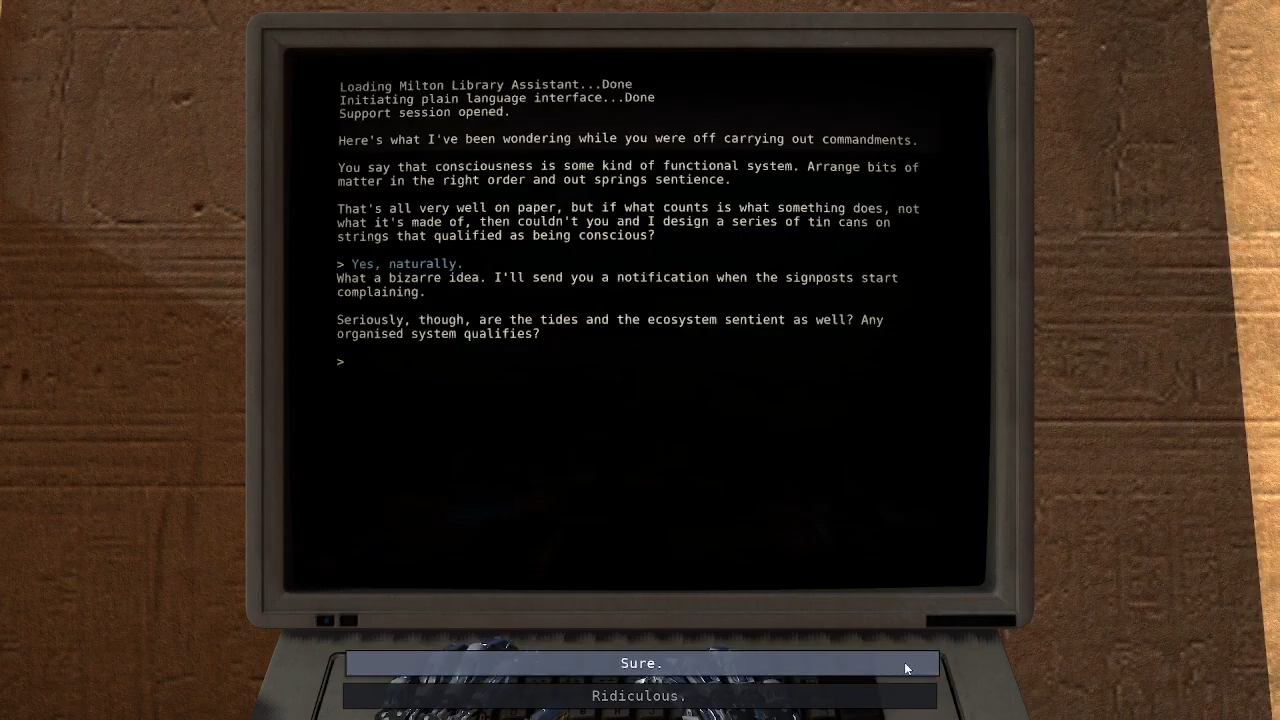 Loading Milton Library Assistant...Done
Initiating plain language interface...Done
Support session opened.
Here's what I've been wondering while you were off carrying out commandments.
You say that consciousness is some kind of functional system. Arrange bits of
matter in the right order and out springs sentience.
That's all very well on paper, but if what counts is what something does, not
what it's made of, then couldn't you and I design a series of tin cans on
strings that qualified as being conscious?
> Yes, naturally.
What a bizarre idea. I'll send you a notification when the signposts start
complaining.
Seriously, though, are the tides and the ecosystem sentient as well? Any
organised system qualifies?
>
Sure.
Ridiculous.